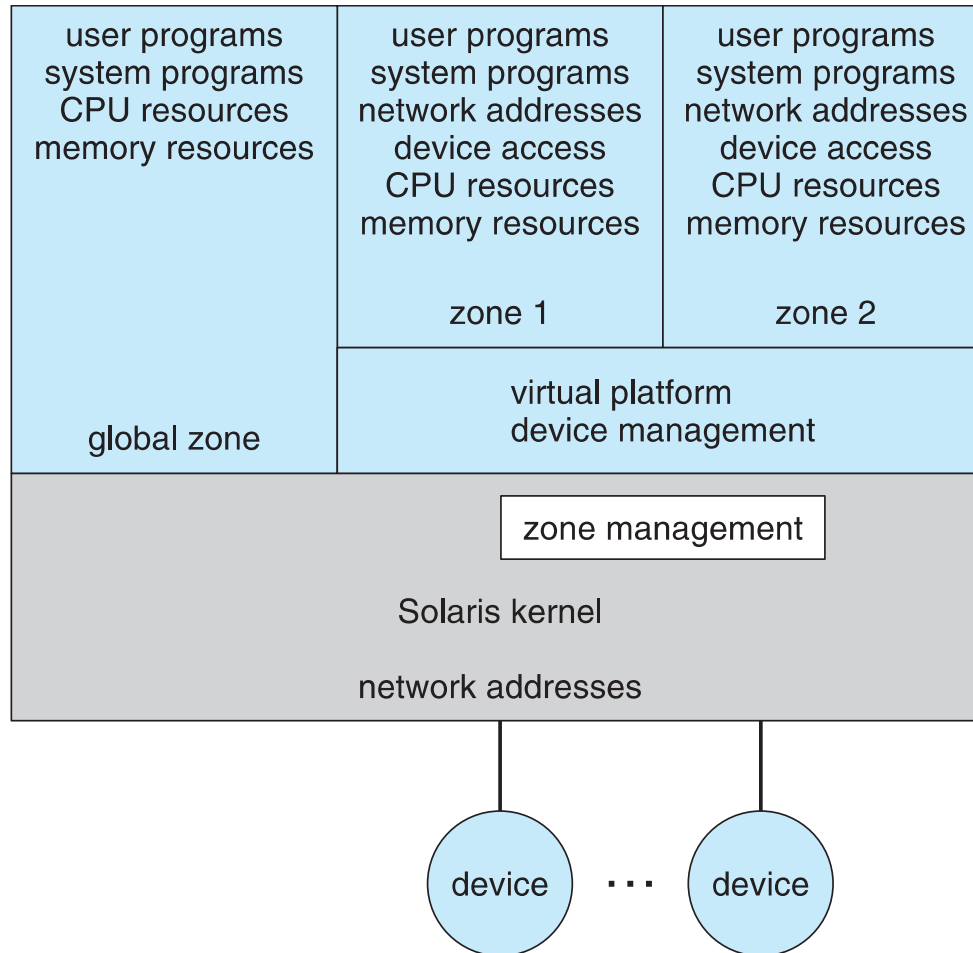 user programs
system programs
CPU resources
memory resources
global zone
user programs
system programs
network addresses
device access
CPU resources
memory resources
zone 1
user programs
system programs
network addresses
device access
CPU resources
memory resources
zone 2
virtual platform
device management
zone management
Solaris kernel
network addresses
device
...
device